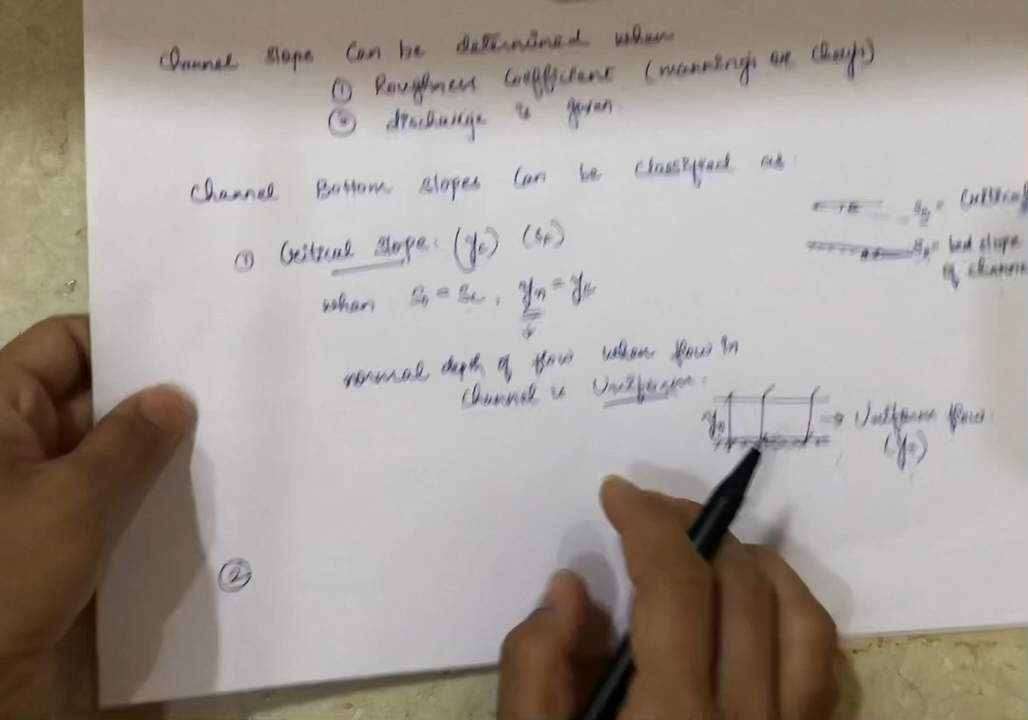 Channel slope can be determined when
① Roughness Coefficient (manning's or chezy's)
② discharge is given
Channel Bottom slopes can be classified as:
① Critical slope: (yc) (sc)
when S0 = Sc, yn = yc
normal depth of flow when flow in
channel is Uniform:
Critical
S0 = bed slope
of channel
yn → Uniform flow
(yn)
②